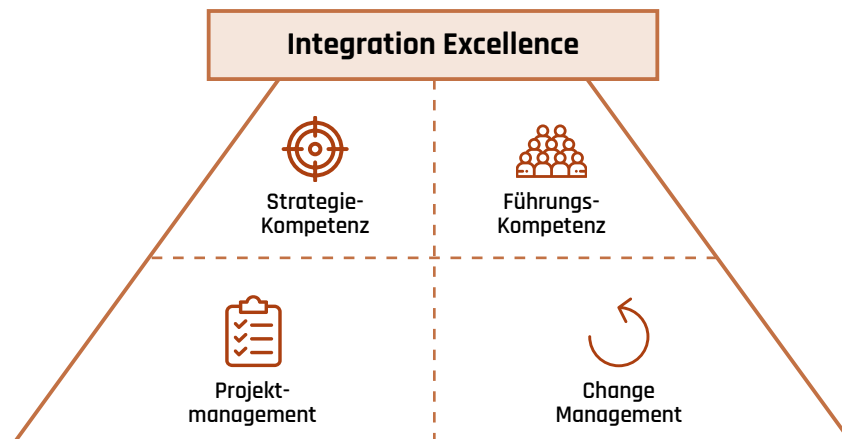 Integration Excellence
Strategie-
Kompetenz
Führungs-
Kompetenz
Projekt-
management
Change
Management